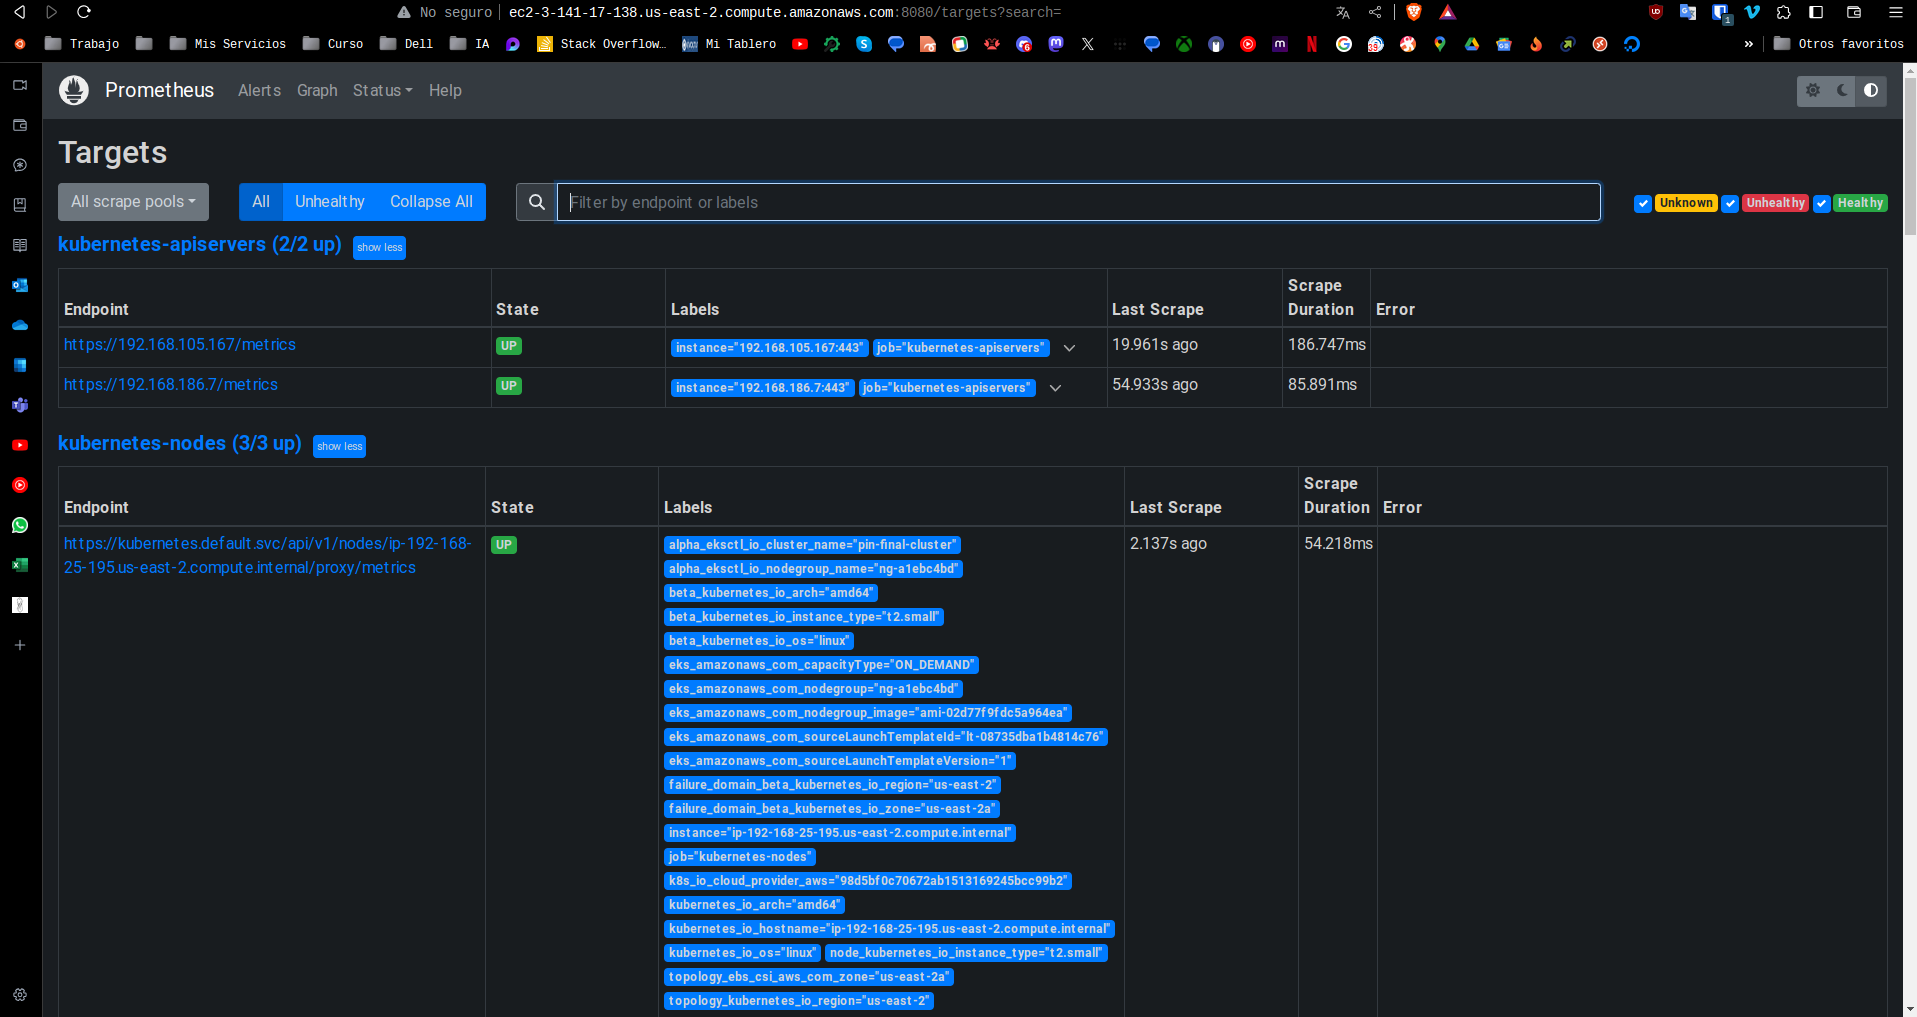 No seguro ec2-3-141-17-138.us-east-2.compute.amazonaws.com:8080/targets?search=
Trabajo Mis Servicios Curso Dell IA Stack Overflow… Mi Tablero » Otros favoritos
Prometheus Alerts Graph Status Help
Targets
All scrape pools All Unhealthy Collapse All Filter by endpoint or labels Unknown Unhealthy Healthy
kubernetes-apiservers (2/2 up) show less
Endpoint State Labels Last Scrape Scrape Duration Error
https://192.168.105.167/metrics UP instance="192.168.105.167:443" job="kubernetes-apiservers" 19.961s ago 186.747ms
https://192.168.186.7/metrics UP instance="192.168.186.7:443" job="kubernetes-apiservers" 54.933s ago 85.891ms
kubernetes-nodes (3/3 up) show less
Endpoint State Labels Last Scrape Scrape Duration Error
https://kubernetes.default.svc/api/v1/nodes/ip-192-168-25-195.us-east-2.compute.internal/proxy/metrics UP alpha_eksctl_io_cluster_name="pin-final-cluster" 2.137s ago 54.218ms
alpha_eksctl_io_nodegroup_name="ng-a1ebc4bd"
beta_kubernetes_io_arch="amd64"
beta_kubernetes_io_instance_type="t2.small"
beta_kubernetes_io_os="linux"
eks_amazonaws_com_capacityType="ON_DEMAND"
eks_amazonaws_com_nodegroup="ng-a1ebc4bd"
eks_amazonaws_com_nodegroup_image="ami-02d77f9fdc5a964ea"
eks_amazonaws_com_sourceLaunchTemplateId="lt-08735dba1b4814c76"
eks_amazonaws_com_sourceLaunchTemplateVersion="1"
failure_domain_beta_kubernetes_io_region="us-east-2"
failure_domain_beta_kubernetes_io_zone="us-east-2a"
instance="ip-192-168-25-195.us-east-2.compute.internal"
job="kubernetes-nodes"
k8s_io_cloud_provider_aws="98d5bf0c70672ab1513169245bcc99b2"
kubernetes_io_arch="amd64"
kubernetes_io_hostname="ip-192-168-25-195.us-east-2.compute.internal"
kubernetes_io_os="linux" node_kubernetes_io_instance_type="t2.small"
topology_ebs_csi_aws_com_zone="us-east-2a"
topology_kubernetes_io_region="us-east-2"